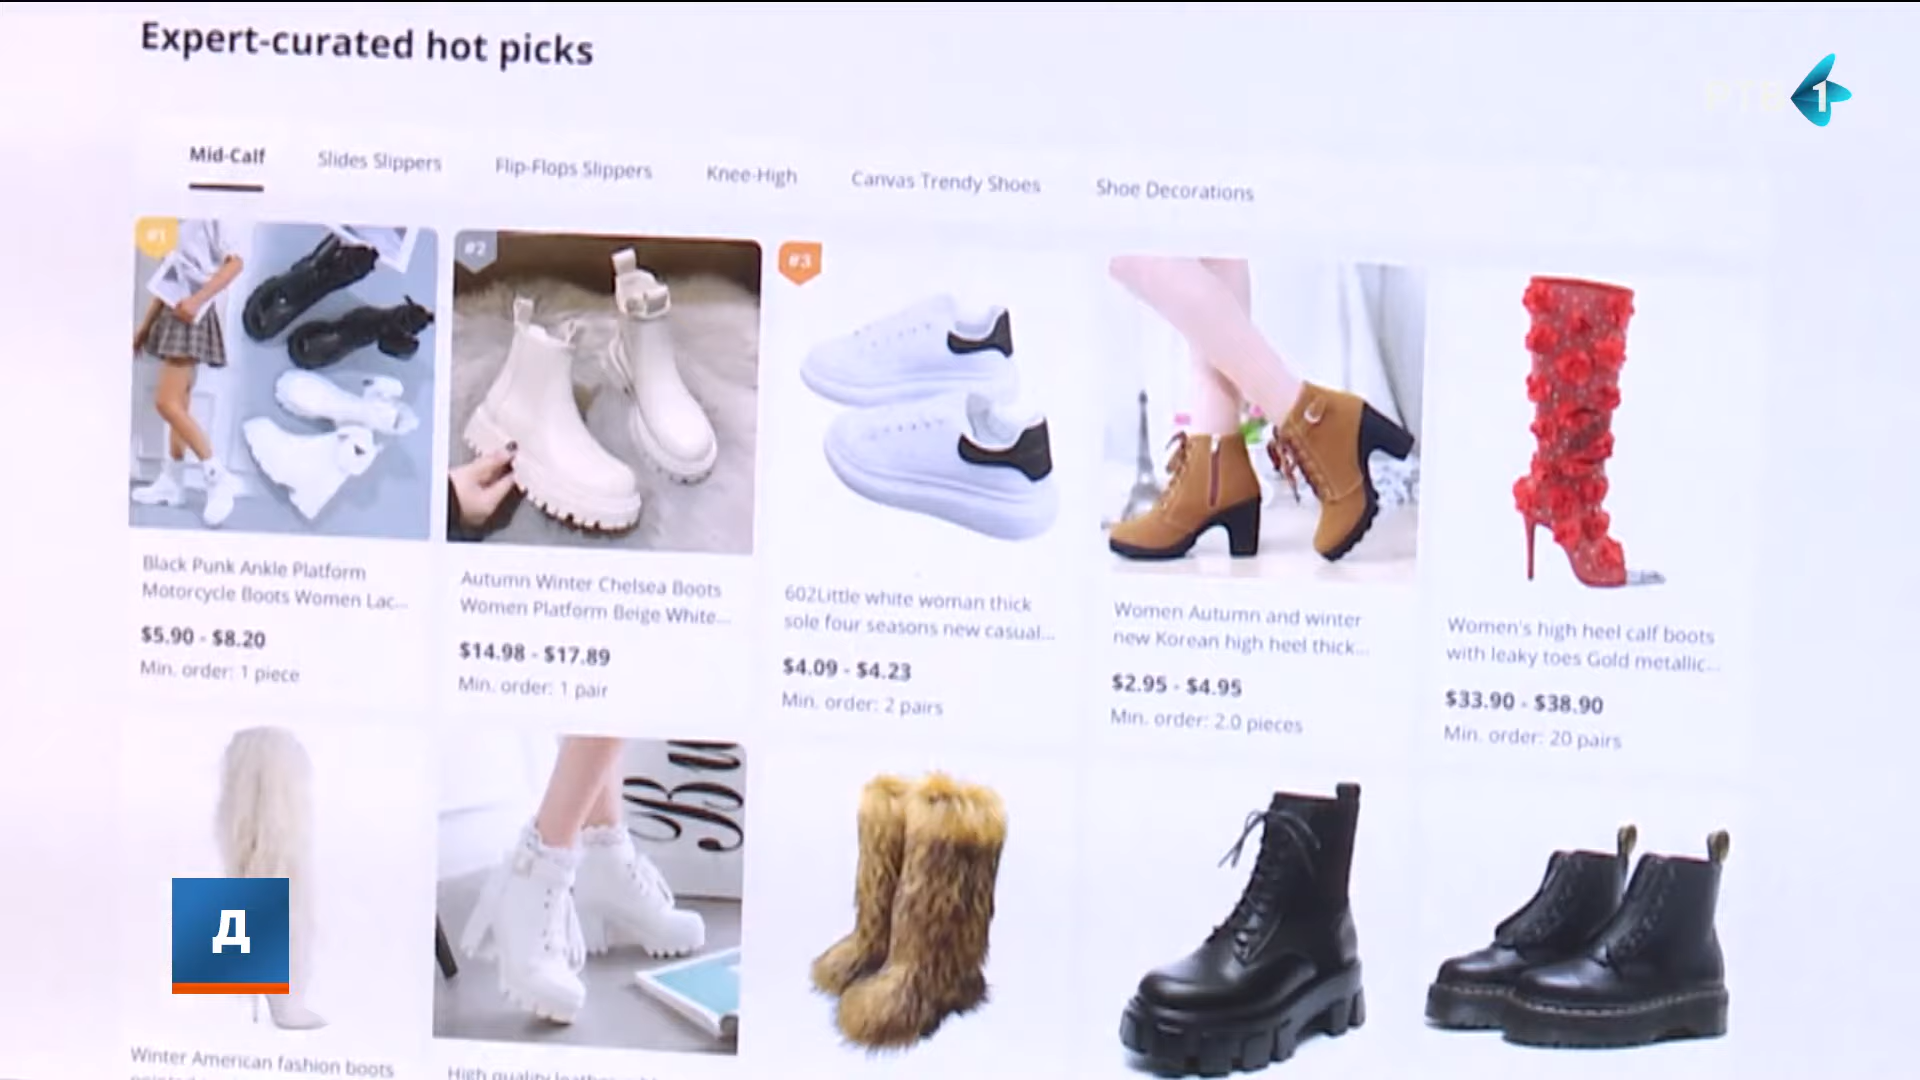 Expert-curated hot picks
РТВ 1
Mid-Calf
Slides Slippers
Flip-Flops Slippers
Knee-High
Canvas Trendy Shoes
Shoe Decorations
#1
#2
#3
Black Punk Ankle Platform
Motorcycle Boots Women Lac...
$5.90 - $8.20
Min. order: 1 piece
Autumn Winter Chelsea Boots
Women Platform Beige White...
$14.98 - $17.89
Min. order: 1 pair
602Little white woman thick
sole four seasons new casual...
$4.09 - $4.23
Min. order: 2 pairs
Women Autumn and winter
new Korean high heel thick...
$2.95 - $4.95
Min. order: 2.0 pieces
Women's high heel calf boots
with leaky toes Gold metallic...
$33.90 - $38.90
Min. order: 20 pairs
Д
Winter American fashion boots
High quality